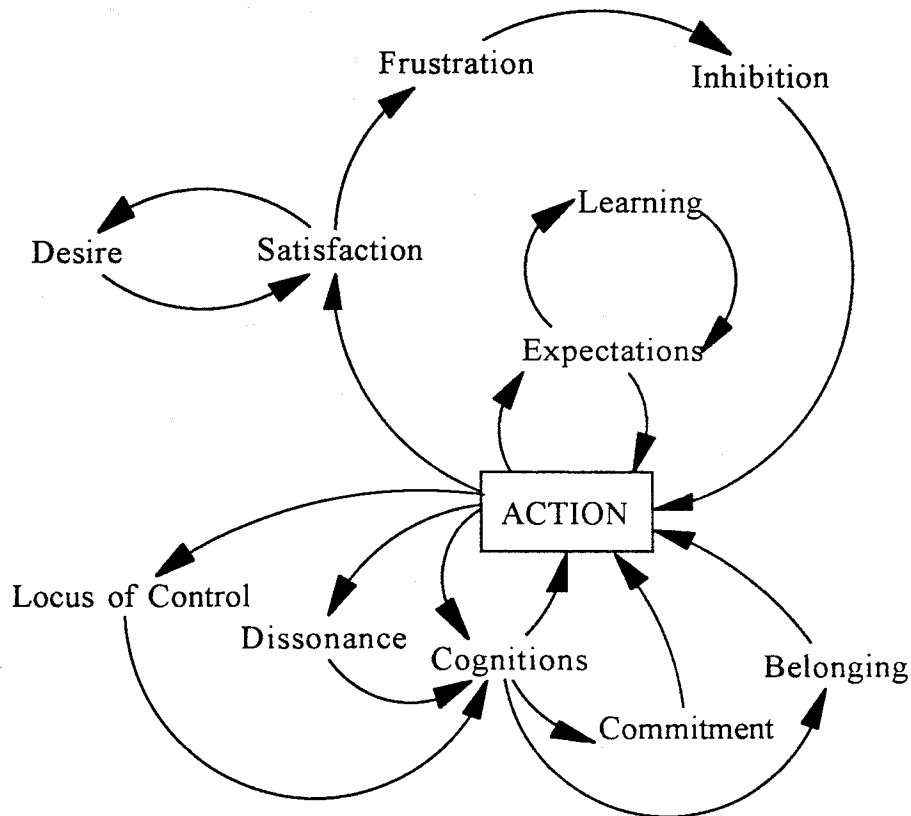 Frustration
Inhibition
Learning
Desire
Satisfaction
Expectations
ACTION
Locus of Control
Dissonance
Cognitions
Belonging
Commitment